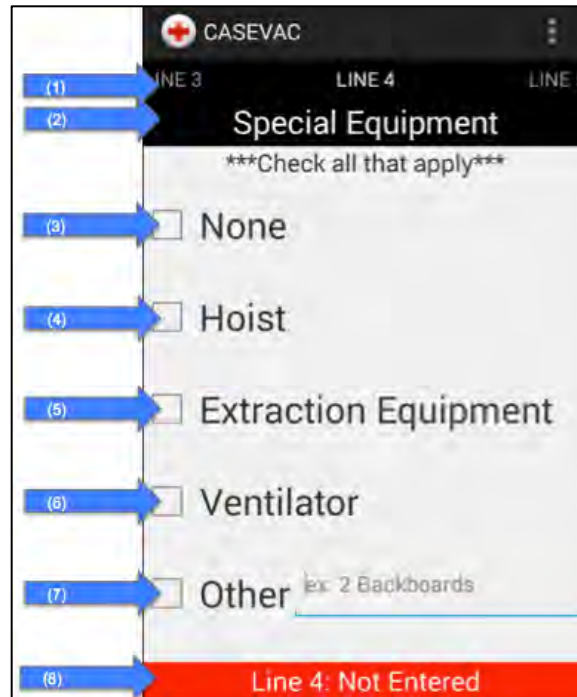 CASEVAC
(1) INE 3 LINE 4 LINE
(2) Special Equipment
***Check all that apply***
(3) None
(4) Hoist
(5) Extraction Equipment
(6) Ventilator
(7) Other ex: 2 Backboards
(8) Line 4: Not Entered